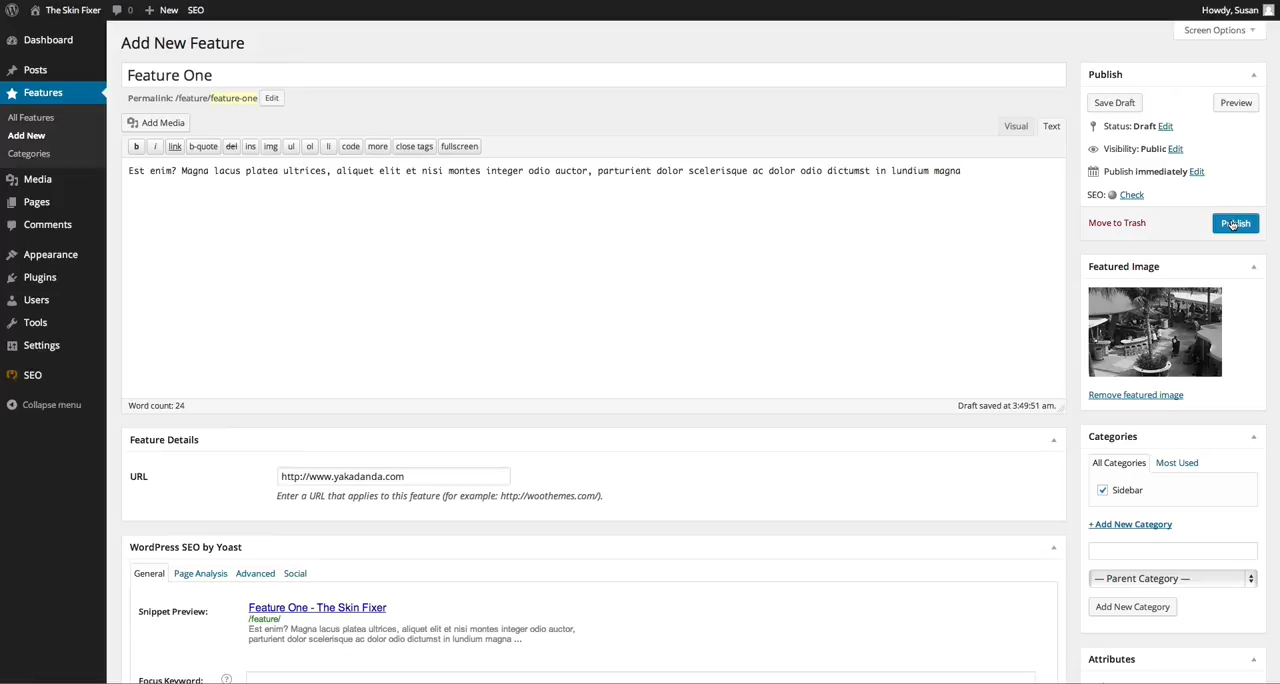 The Skin Fixer 0 New SEO Howdy, Susan
Screen Options
Dashboard
Posts
Features
All Features
Add New
Categories
Media
Pages
Comments
Appearance
Plugins
Users
Tools
Settings
SEO
Collapse menu
Add New Feature
Feature One
Permalink: /feature/feature-one Edit
Add Media
Visual Text
b i link b-quote del ins img ul ol li code more close tags fullscreen
Est enim? Magna lacus platea ultrices, aliquet elit et nisi montes integer odio auctor, parturient dolor scelerisque ac dolor odio dictumst in lundium magna
Word count: 24 Draft saved at 3:49:51 am.
Feature Details
URL http://www.yakadanda.com
Enter a URL that applies to this feature (for example: http://woothemes.com/).
WordPress SEO by Yoast
General Page Analysis Advanced Social
Snippet Preview: Feature One - The Skin Fixer
/feature/
Est enim? Magna lacus platea ultrices, aliquet elit et nisi montes integer odio auctor,
parturient dolor scelerisque ac dolor odio dictumst in lundium magna ...
Focus Keyword: ?
Publish
Save Draft Preview
Status: Draft Edit
Visibility: Public Edit
Publish immediately Edit
SEO: Check
Move to Trash Publish
Featured Image
Remove featured image
Categories
All Categories Most Used
Sidebar
+ Add New Category
— Parent Category —
Add New Category
Attributes